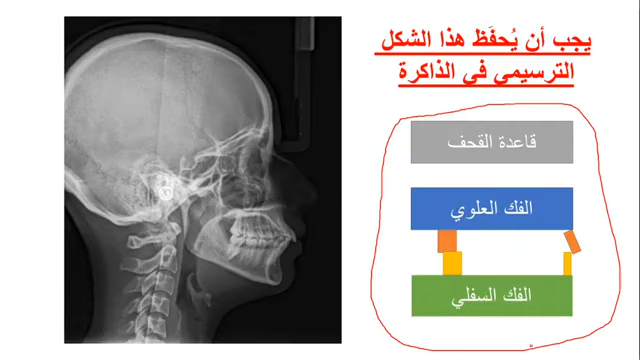 يجب أن يُحفَظ هذا الشكل
الترسيمي في الذاكرة
قاعدة القحف
الفك العلوي
الفك السفلي